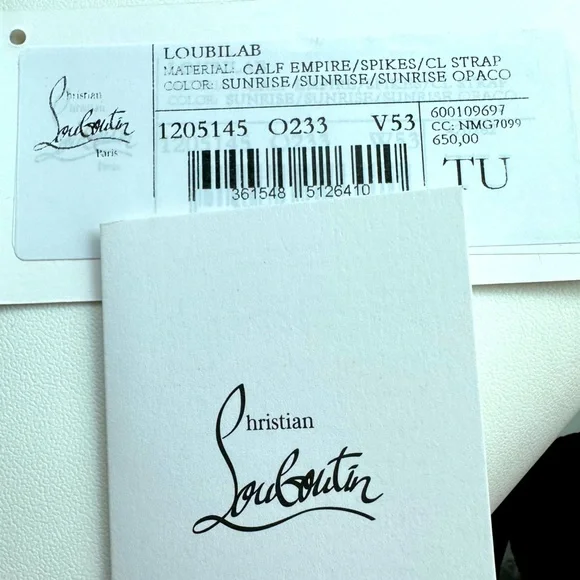 LOUBILAB
MATERIAL: CALF EMPIRE/SPIKES/CL STRAP
COLOR: SUNRISE/SUNRISE/SUNRISE OPACO
Christian
Louboutin
Paris
1205145 O233 V53
361548 5126410
600109697
CC: NMG7099
650,00
TU
Christian
Louboutin